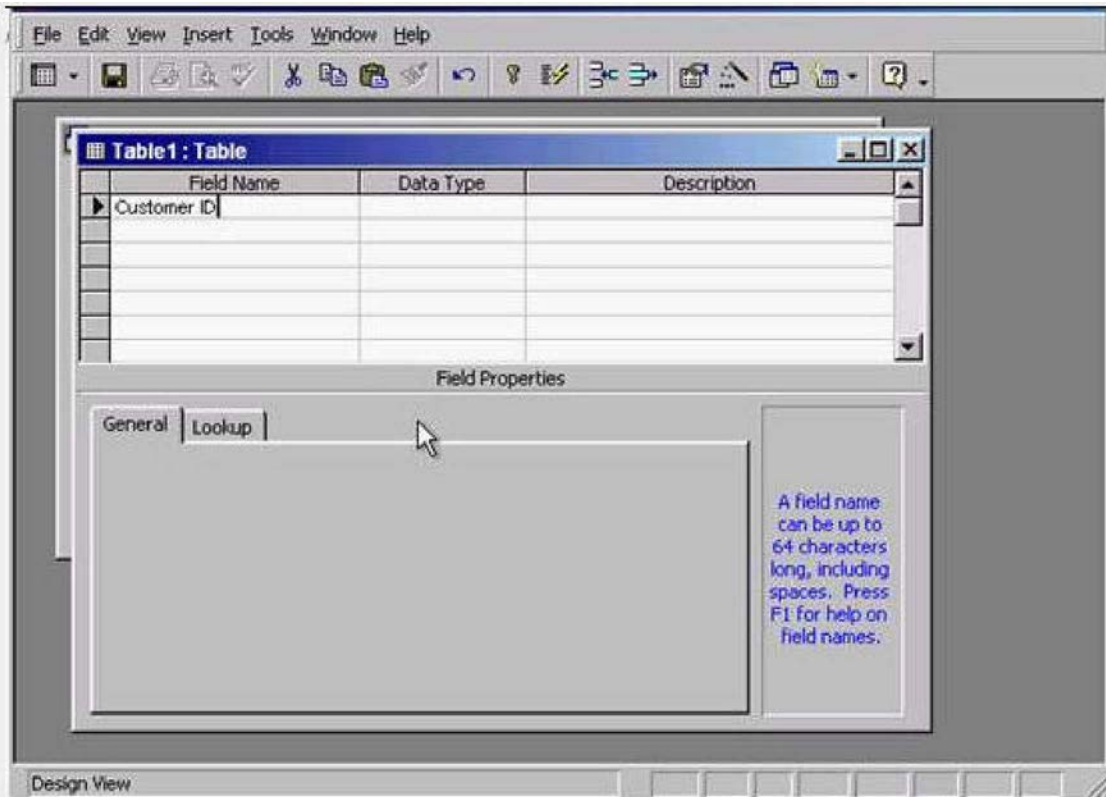 File Edit View Insert Tools Window Help
Table1 : Table
Field Name Data Type Description
Customer ID
Field Properties
General Lookup
A field name
can be up to
64 characters
long, including
spaces. Press
F1 for help on
field names.
Design View